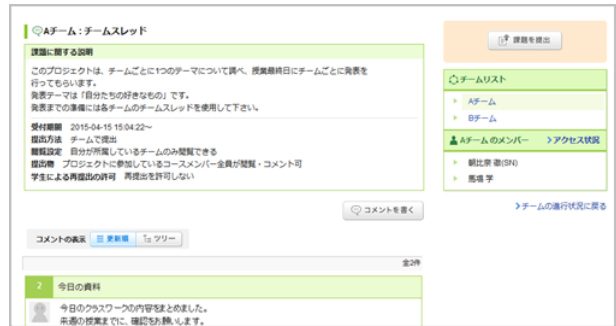 Aチーム：チームスレッド
課題に関する説明
このプロジェクトは、チームごとに1つのテーマについて調べ、授業最終日にチームごとに発表を
行ってもらいます。
発表テーマは「自分たちの好きなもの」です。
発表までの準備には各チームのチームスレッドを使用して下さい。
受付期間 2015-04-15 15:04:22～
提出方法 チームで提出
閲覧設定 自分が所属しているチームのみ閲覧できる
提出物 プロジェクトに参加しているコースメンバー全員が閲覧・コメント可
学生による再提出の許可 再提出を許可しない
コメントを書く
コメントの表示 更新順 ツリー
全2件
2 今日の資料
今日のクラスワークの内容をまとめました。
来週の授業までに、確認をお願いします。
課題を提出
チームリスト
Aチーム
Bチーム
Aチームのメンバー アクセス状況
朝比奈 徹(SN)
馬場 学
チームの進行状況に戻る